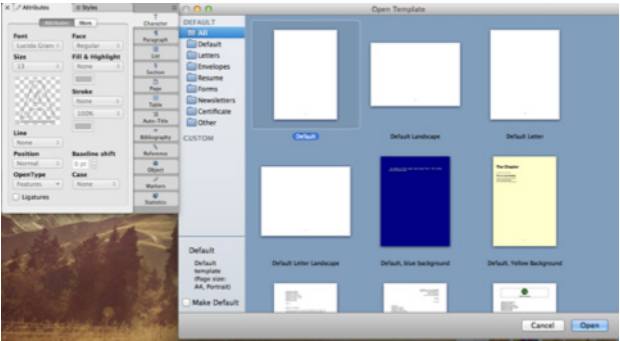 Attributes
Styles
Attributes More
Font Face
Lucida Grand Regular
Size Fill & Highlight
13 None
Stroke
None
100%
Line
None
Position Baseline shift
Normal 0 pt
OpenType Case
Features None
Ligatures
Character
Paragraph
List
Section
Page
Table
Auto-Title
Bibliography
Reference
Object
Markers
Statistics
Open Template
DEFAULT
All
Default
Letters
Envelopes
Resume
Forms
Newsletters
Certificate
Other
CUSTOM
Default
Default Landscape
Default Letter
The Chapter
Default Letter Landscape
Default, blue background
Default, Yellow Background
Default
Default
template
(Page size:
A4, Portrait)
Make Default
Cancel
Open